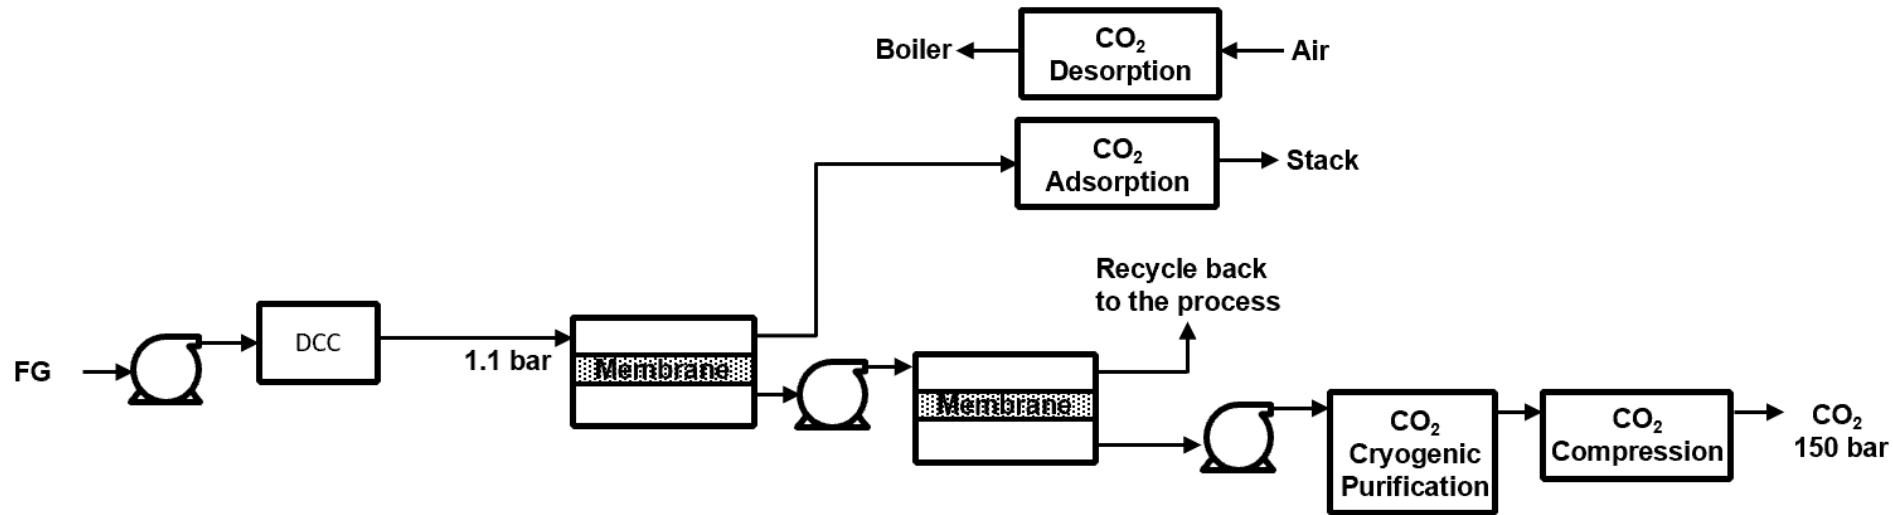 CO₂
Desorption
Boiler
Air
CO₂
Adsorption
Stack
Recycle back
to the process
DCC
1.1 bar
FG
Membrane
Membrane
CO₂
Cryogenic
Purification
CO₂
Compression
CO₂
150 bar